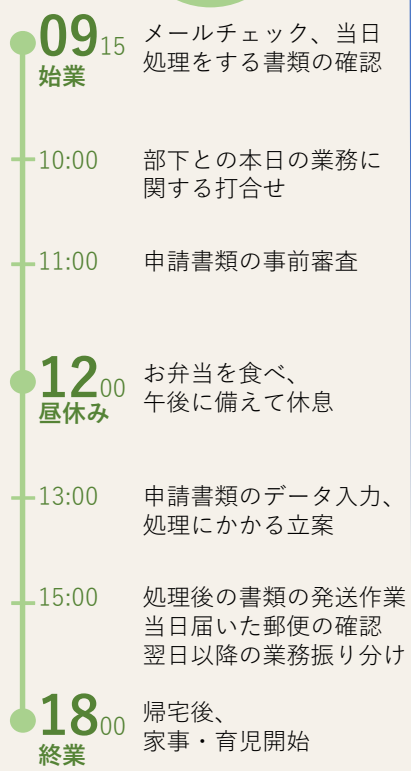 0915
始業
メールチェック、当日
処理をする書類の確認
10:00
部下との本日の業務に
関する打合せ
11:00
申請書類の事前審査
1200
昼休み
お弁当を食べ、
午後に備えて休息
13:00
申請書類のデータ入力、
処理にかかる立案
15:00
処理後の書類の発送作業
当日届いた郵便の確認
翌日以降の業務振り分け
1800
終業
帰宅後、
家事・育児開始